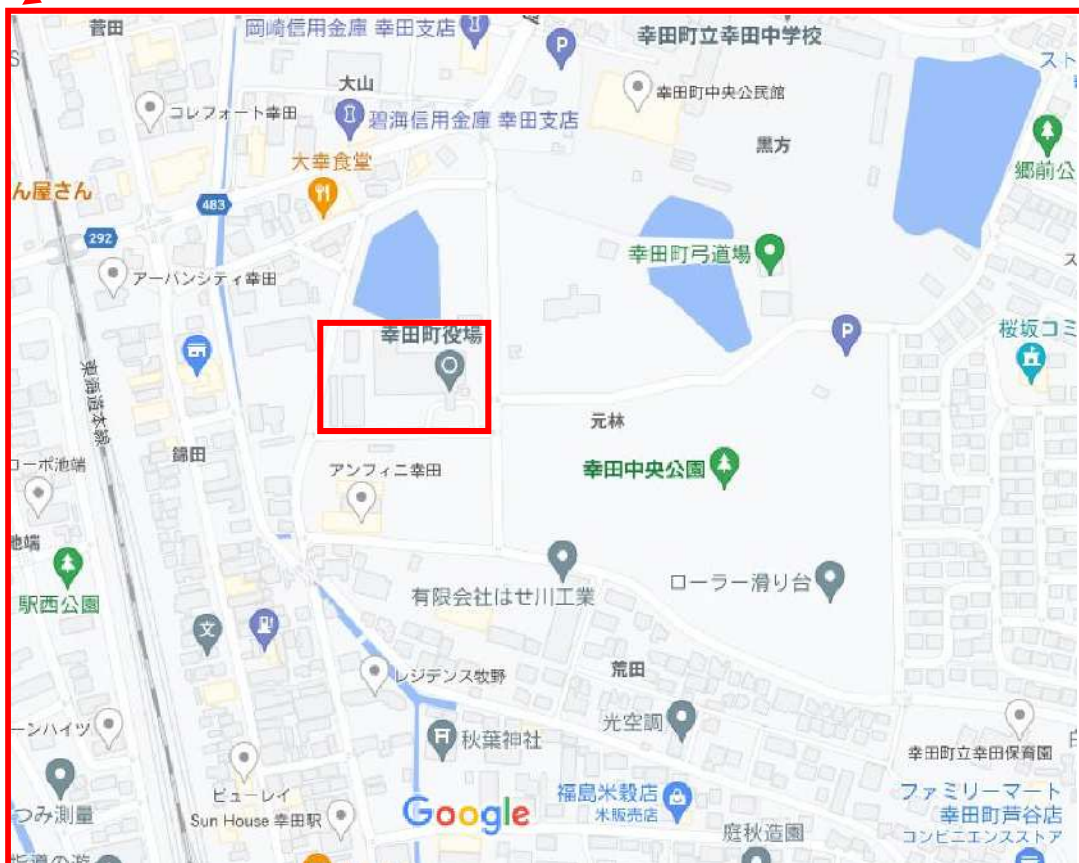 菅田
岡崎信用金庫 幸田支店
P
幸田町立幸田中学校
スト
大山
コレフォート幸田
碧海信用金庫 幸田支店
幸田町中央公民館
黒方
大幸食堂
郷前公
ん屋さん
483
292
幸田町弓道場
アーバンシティ幸田
幸田町役場
P
桜坂コミ
東海道本線
元林
錦田
ローポ池端
アンフィニ幸田
幸田中央公園
池端
駅西公園
有限会社はせ川工業
ローラー滑り台
文
レジデンス牧野
荒田
ーンハイツ
秋葉神社
光空調
幸田町立幸田保育園
つみ測量
ビューレイ
Sun House 幸田駅
Google
福島米穀店
米販売店
ファミリーマート
幸田町芦谷店
コンビニエンスストア
庭秋造園